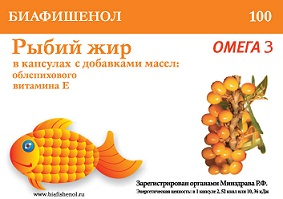 БИАФИШЕНОЛ 100
Рыбий жир ОМЕГА 3
в капсулах с добавками масел:
облепихового
витамина Е
www.biafishenol.ru
Зарегистрирован органами Минздрава Р.Ф.
Энергетическая ценность: в 1 капсуле 2, 52 ккал или 10, 36 кДж